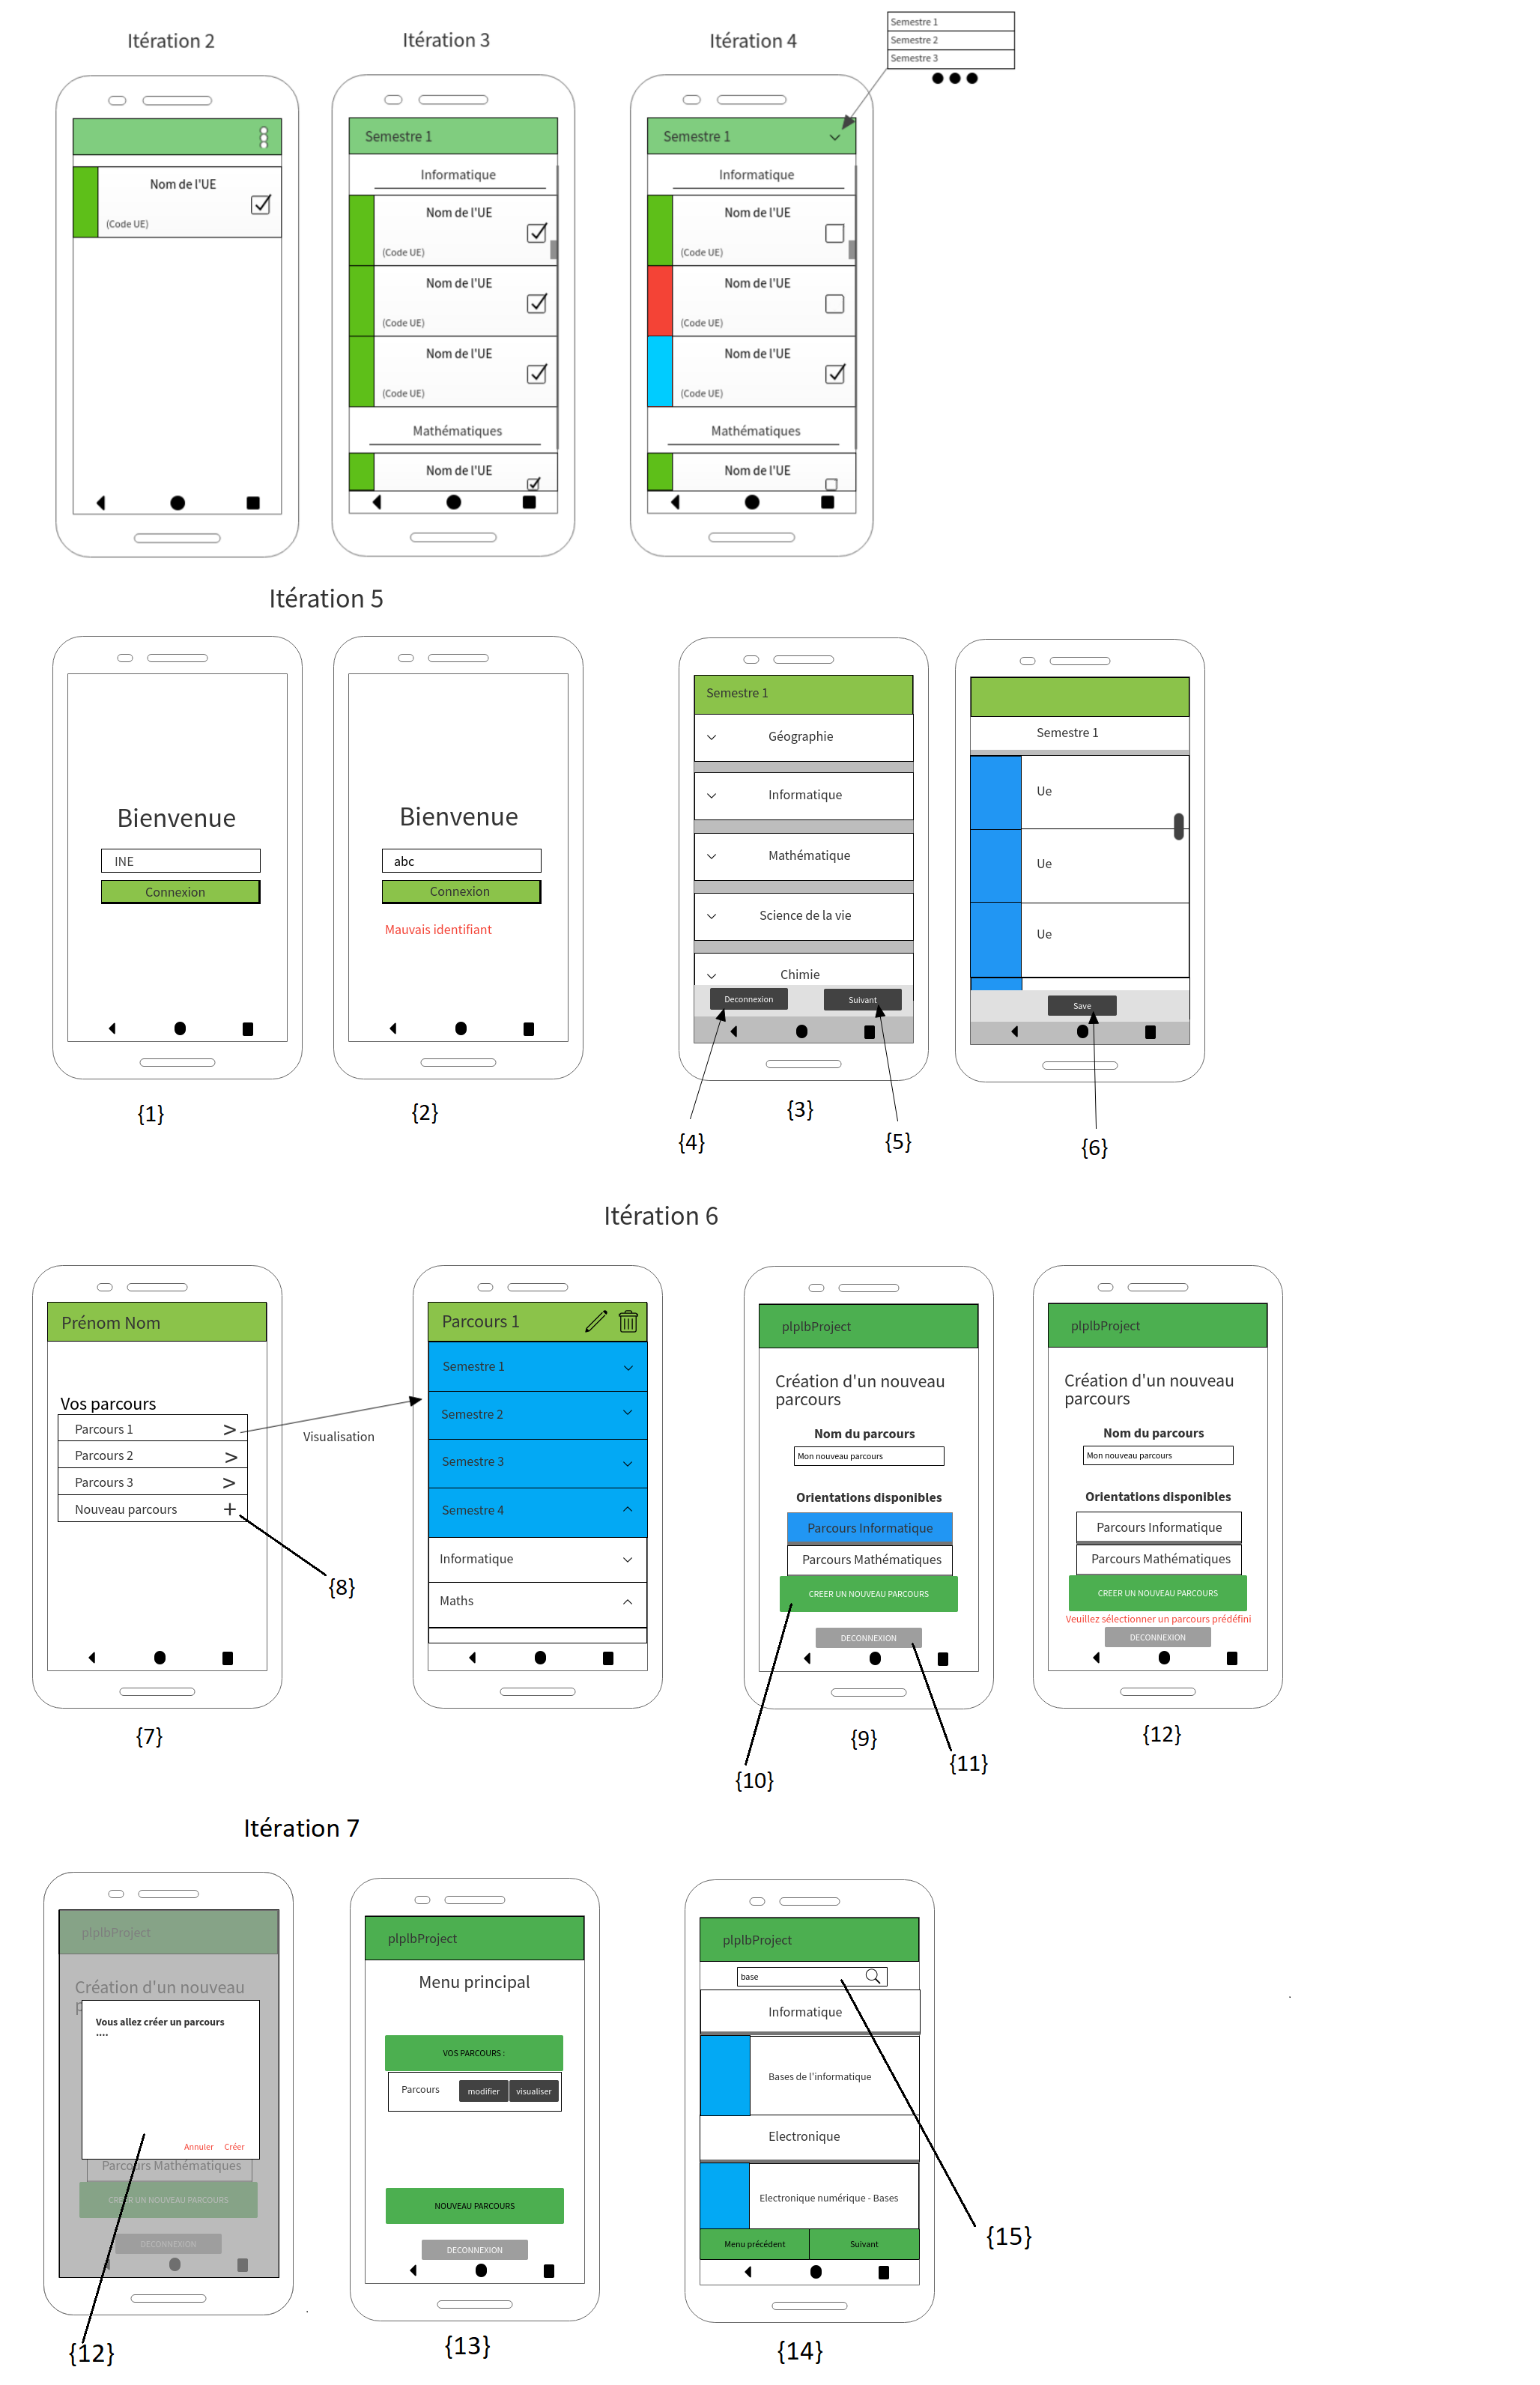 Itération 2
Nom de l'UE
(Code UE)
Itération 3
Semestre 1
Informatique
Nom de l'UE
(Code UE)
Nom de l'UE
(Code UE)
Nom de l'UE
(Code UE)
Mathématiques
Nom de l'UE
Itération 4
Semestre 1
Semestre 2
Semestre 3
Semestre 1
Informatique
Nom de l'UE
(Code UE)
Nom de l'UE
(Code UE)
Nom de l'UE
(Code UE)
Mathématiques
Nom de l'UE
Itération 5
Bienvenue
INE
Connexion
{1}
Bienvenue
abc
Connexion
Mauvais identifiant
{2}
Semestre 1
Géographie
Informatique
Mathématique
Science de la vie
Chimie
Deconnexion
Suivant
{3}
{4}
{5}
Semestre 1
Ue
Ue
Ue
Save
{6}
Itération 6
Prénom Nom
Vos parcours
Parcours 1 >
Parcours 2 >
Parcours 3 >
Nouveau parcours +
{8}
{7}
Visualisation
Parcours 1
Semestre 1
Semestre 2
Semestre 3
Semestre 4
Informatique
Maths
plplbProject
Création d'un nouveau
parcours
Nom du parcours
Mon nouveau parcours
Orientations disponibles
Parcours Informatique
Parcours Mathématiques
CREER UN NOUVEAU PARCOURS
DECONNEXION
{9}
{10}
{11}
plplbProject
Création d'un nouveau
parcours
Nom du parcours
Mon nouveau parcours
Orientations disponibles
Parcours Informatique
Parcours Mathématiques
CREER UN NOUVEAU PARCOURS
Veuillez sélectionner un parcours prédéfini
DECONNEXION
{12}
Itération 7
plplbProject
Création d'un nouveau
Vous allez créer un parcours
....
Annuler
Créer
Parcours Mathématiques
CREER UN NOUVEAU PARCOURS
DECONNEXION
{12}
plplbProject
Menu principal
VOS PARCOURS :
Parcours
modifier
visualiser
NOUVEAU PARCOURS
DECONNEXION
{13}
plplbProject
base
Informatique
Bases de l'informatique
Electronique
Electronique numérique - Bases
Menu précédent
Suivant
{14}
{15}